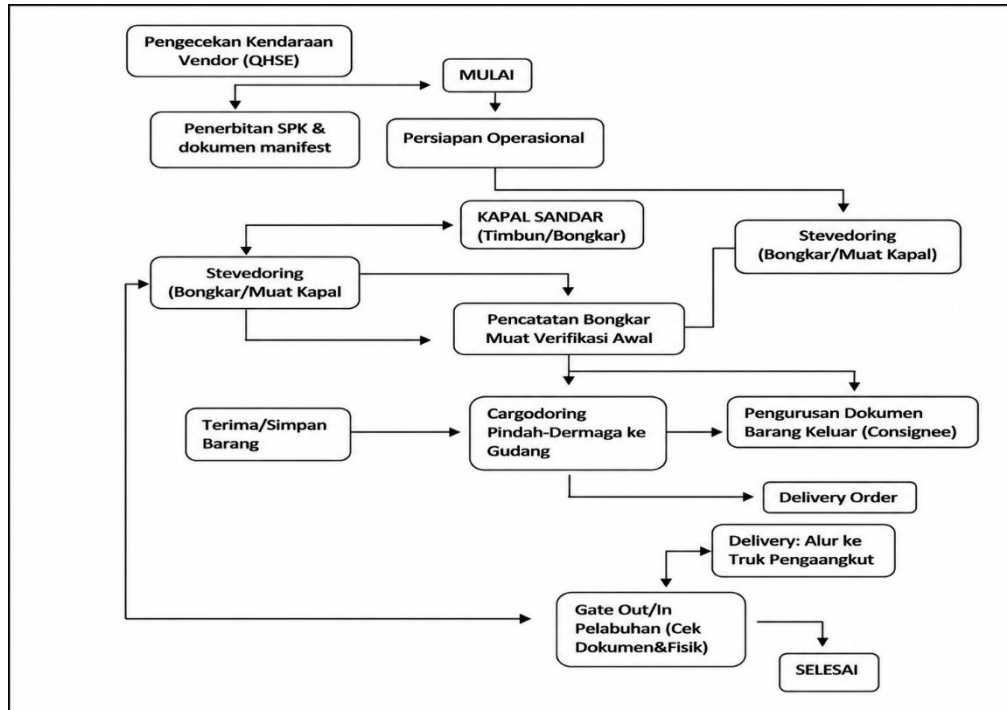 Pengecekan Kendaraan
Vendor (QHSE)
MULAI
Penerbitan SPK &
dokumen manifest
Persiapan Operasional
KAPAL SANDAR
(Timbun/Bongkar)
Stevedoring
(Bongkar/Muat Kapal)
Stevedoring
(Bongkar/Muat Kapal
Pencatatan Bongkar
Muat Verifikasi Awal
Terima/Simpan
Barang
Cargodoring
Pindah-Dermaga ke
Gudang
Pengurusan Dokumen
Barang Keluar (Consignee)
Delivery Order
Delivery: Alur ke
Truk Pengaangkut
Gate Out/In
Pelabuhan (Cek
Dokumen&Fisik)
SELESAI